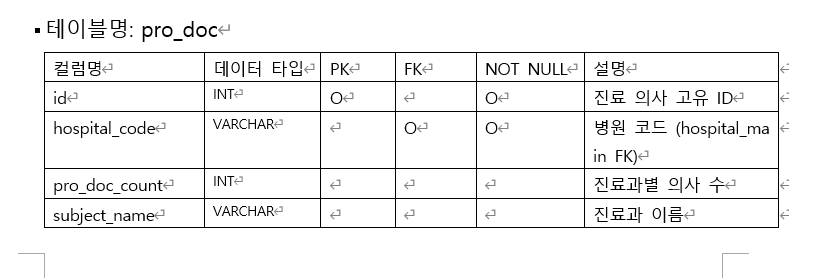 ▪ 테이블명: pro_doc
컬럼명 데이터 타입 PK FK NOT NULL 설명
id INT O O 진료 의사 고유 ID
hospital_code VARCHAR O O 병원 코드 (hospital_ma
in FK)
pro_doc_count INT 진료과별 의사 수
subject_name VARCHAR 진료과 이름